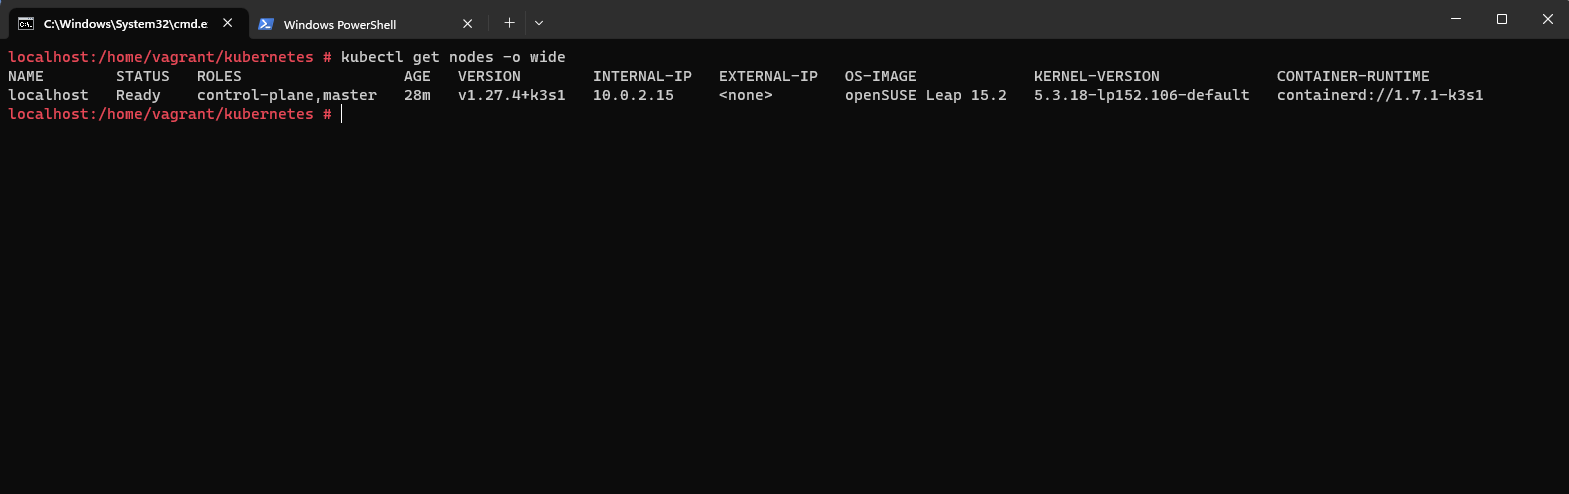 C:\Windows\System32\cmd.e
Windows PowerShell
localhost:/home/vagrant/kubernetes # kubectl get nodes -o wide
NAME STATUS ROLES AGE VERSION INTERNAL-IP EXTERNAL-IP OS-IMAGE KERNEL-VERSION CONTAINER-RUNTIME
localhost Ready control-plane,master 28m v1.27.4+k3s1 10.0.2.15 <none> openSUSE Leap 15.2 5.3.18-lp152.106-default containerd://1.7.1-k3s1
localhost:/home/vagrant/kubernetes #